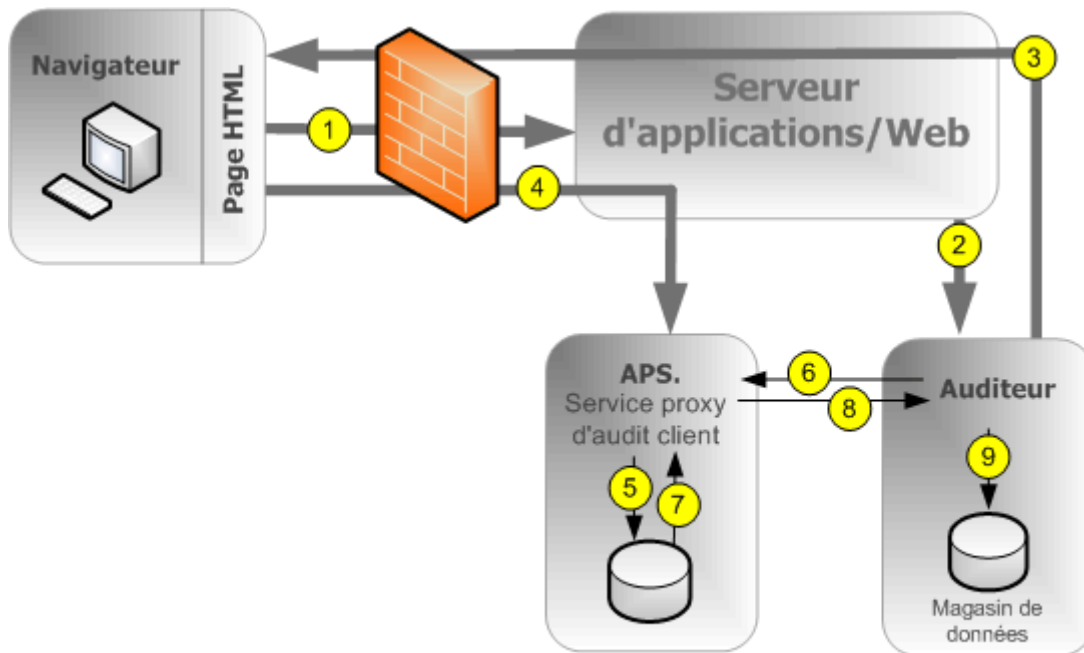 Navigateur
Page HTML
1
Serveur
d'applications/Web
3
4
2
APS.
Service proxy
d'audit client
6
8
Auditeur
5
7
9
Magasin de
données